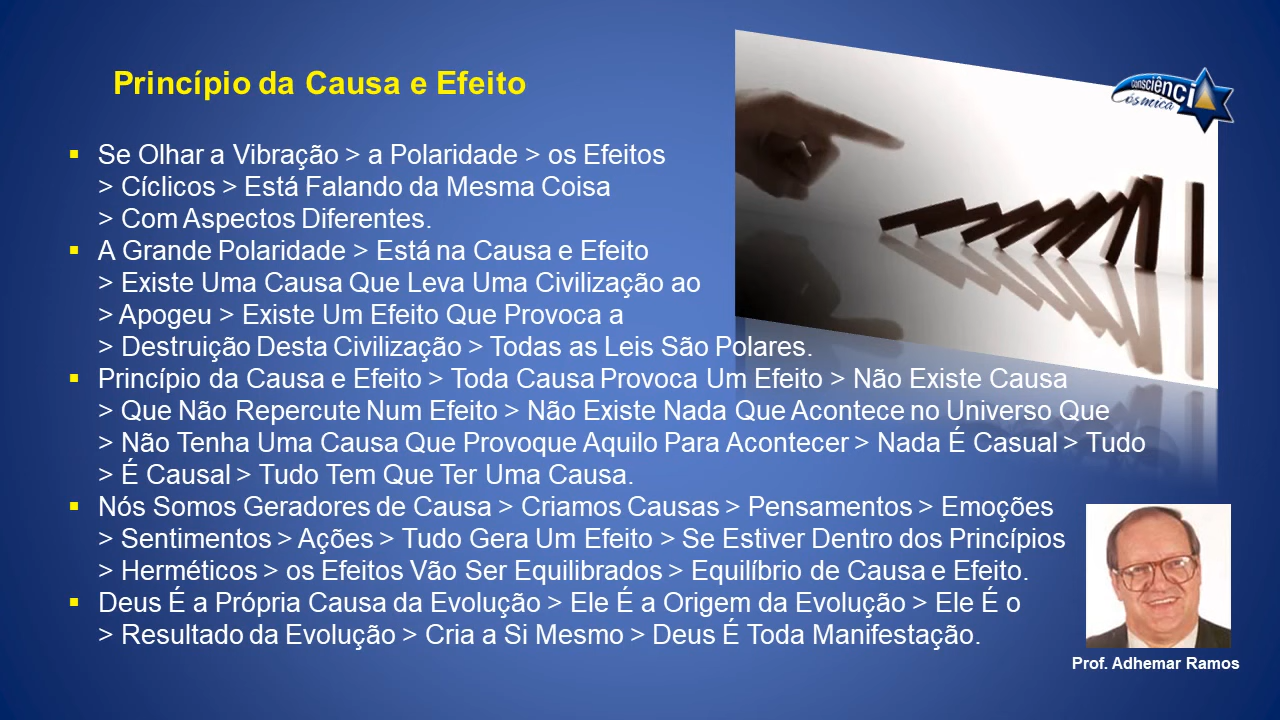 Princípio da Causa e Efeito
consciênci
Cósmica
Se Olhar a Vibração > a Polaridade > os Efeitos
> Cíclicos > Está Falando da Mesma Coisa
> Com Aspectos Diferentes.
A Grande Polaridade > Está na Causa e Efeito
> Existe Uma Causa Que Leva Uma Civilização ao
> Apogeu > Existe Um Efeito Que Provoca a
> Destruição Desta Civilização > Todas as Leis São Polares.
Princípio da Causa e Efeito > Toda Causa Provoca Um Efeito > Não Existe Causa
> Que Não Repercute Num Efeito > Não Existe Nada Que Acontece no Universo Que
> Não Tenha Uma Causa Que Provoque Aquilo Para Acontecer > Nada É Casual > Tudo
> É Causal > Tudo Tem Que Ter Uma Causa.
Nós Somos Geradores de Causa > Criamos Causas > Pensamentos > Emoções
> Sentimentos > Ações > Tudo Gera Um Efeito > Se Estiver Dentro dos Princípios
> Herméticos > os Efeitos Vão Ser Equilibrados > Equilíbrio de Causa e Efeito.
Deus É a Própria Causa da Evolução > Ele É a Origem da Evolução > Ele É o
> Resultado da Evolução > Cria a Si Mesmo > Deus É Toda Manifestação.
Prof. Adhemar Ramos